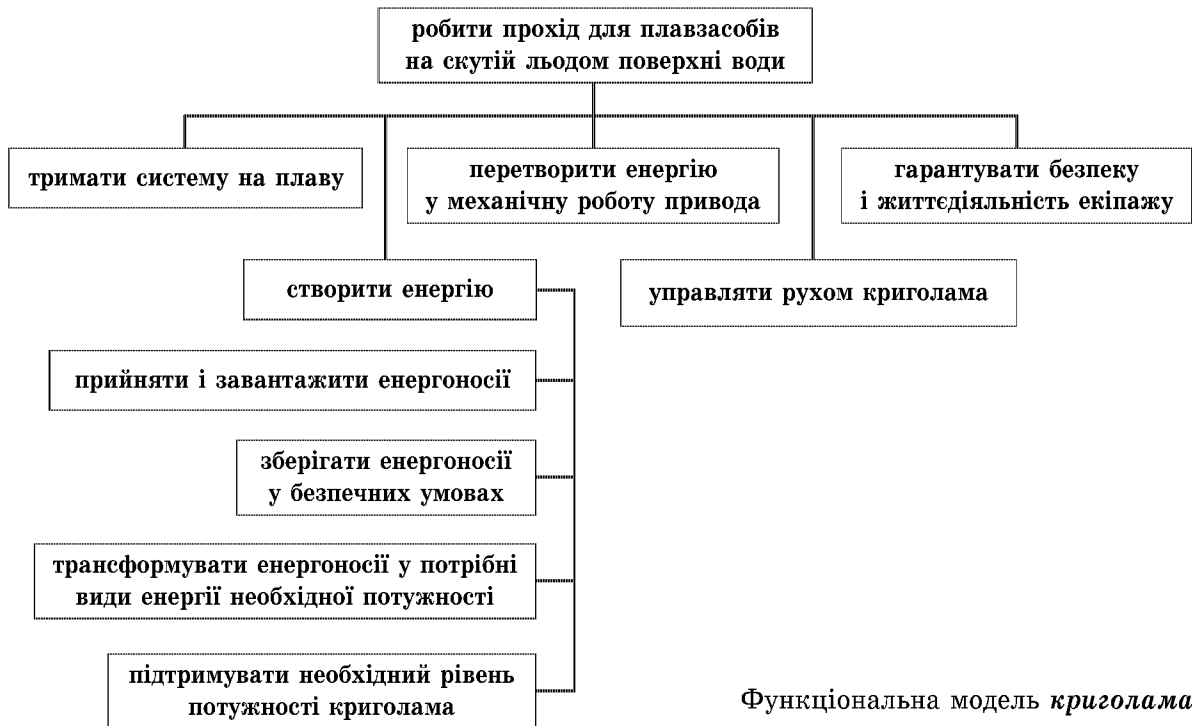 робити прохід для плавзасобів
на скутій льодом поверхні води
тримати систему на плаву
перетворити енергію
у механічну роботу привода
гарантувати безпеку
і життєдіяльність екіпажу
створити енергію
управляти рухом криголама
прийняти і завантажити енергоносії
зберігати енергоносії
у безпечних умовах
трансформувати енергоносії у потрібні
види енергії необхідної потужності
підтримувати необхідний рівень
потужності криголама
Функціональна модель криголама